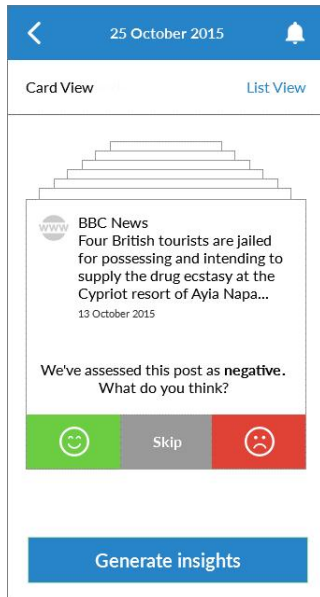 25 October 2015
Card View
List View
www
BBC News
Four British tourists are jailed
for possessing and intending to
supply the drug ecstasy at the
Cypriot resort of Ayia Napa...
13 October 2015
We've assessed this post as negative.
What do you think?
Skip
Generate insights